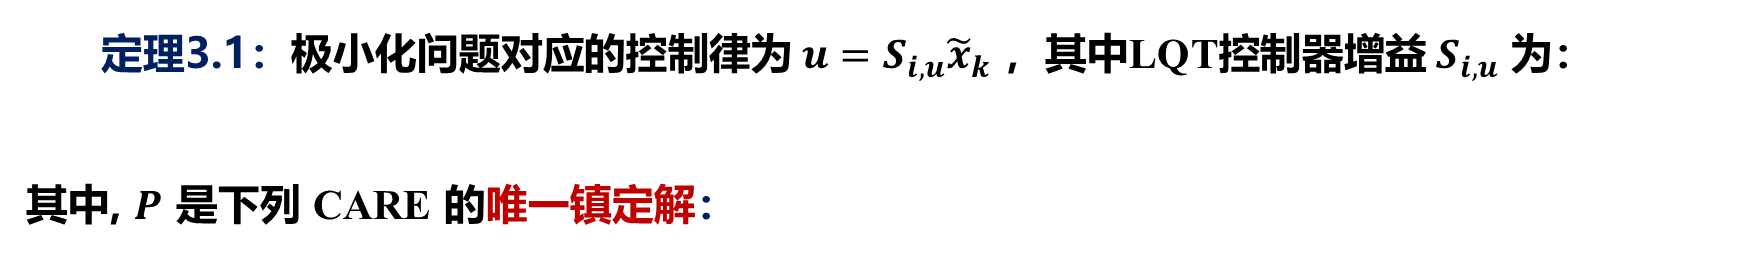 定理3.1：极小化问题对应的控制律为 u = S_{i,u}x̃_k ，其中LQT控制器增益 S_{i,u} 为：
其中, P 是下列 CARE 的唯一镇定解：